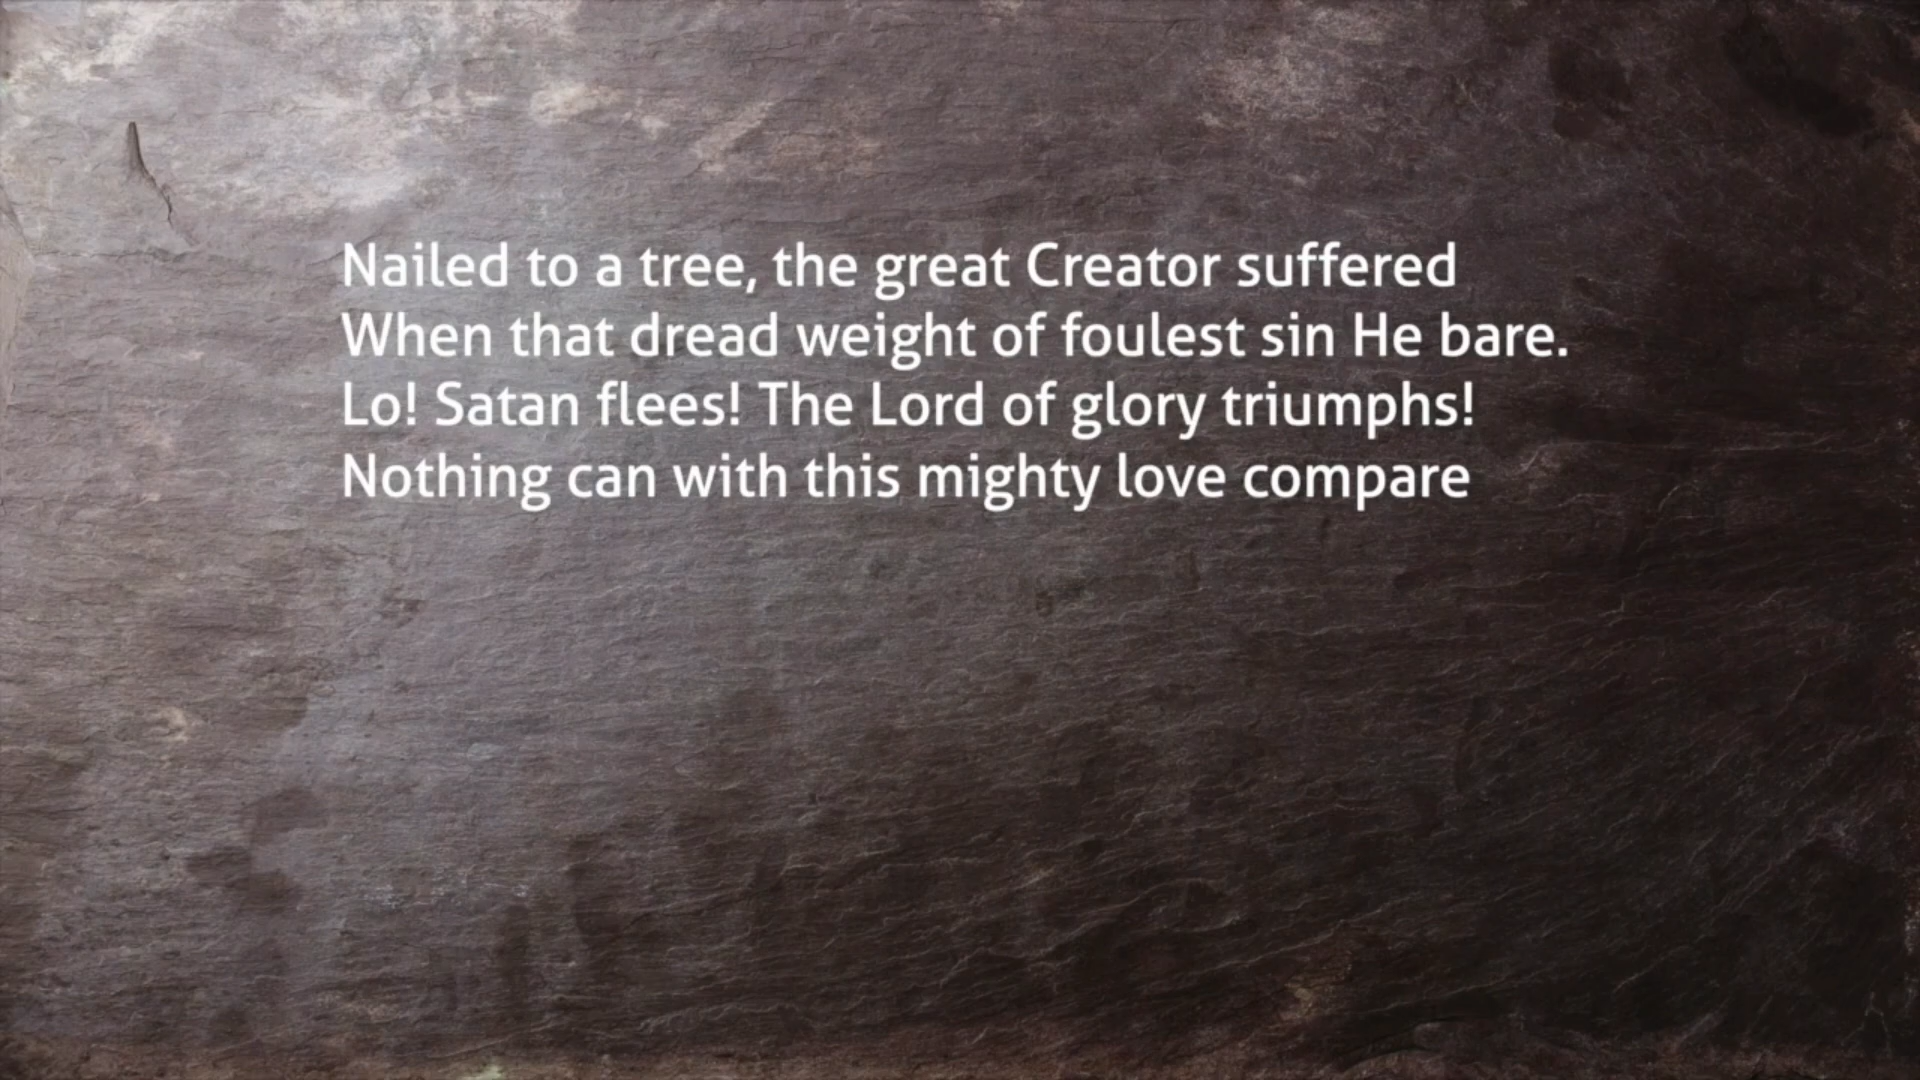 Nailed to a tree, the great Creator suffered
When that dread weight of foulest sin He bare.
Lo! Satan flees! The Lord of glory triumphs!
Nothing can with this mighty love compare